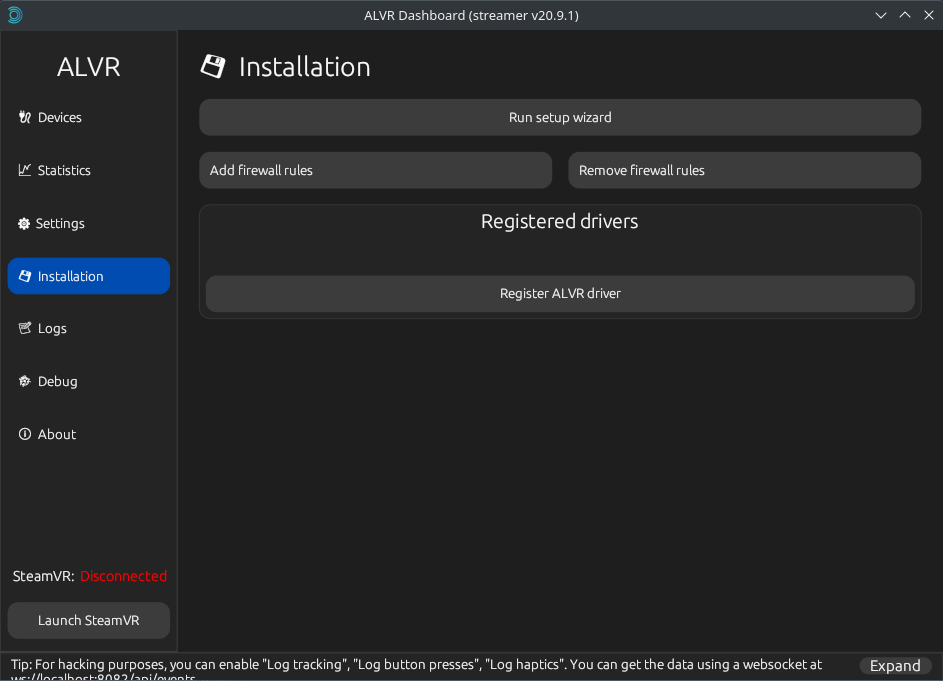 ALVR Dashboard (streamer v20.9.1)
ALVR
Devices
Statistics
Settings
Installation
Logs
Debug
About
SteamVR: Disconnected
Launch SteamVR
Installation
Run setup wizard
Add firewall rules
Remove firewall rules
Registered drivers
Register ALVR driver
Tip: For hacking purposes, you can enable "Log tracking", "Log button presses", "Log haptics". You can get the data using a websocket at
ws://localhost:8082/api/events
Expand